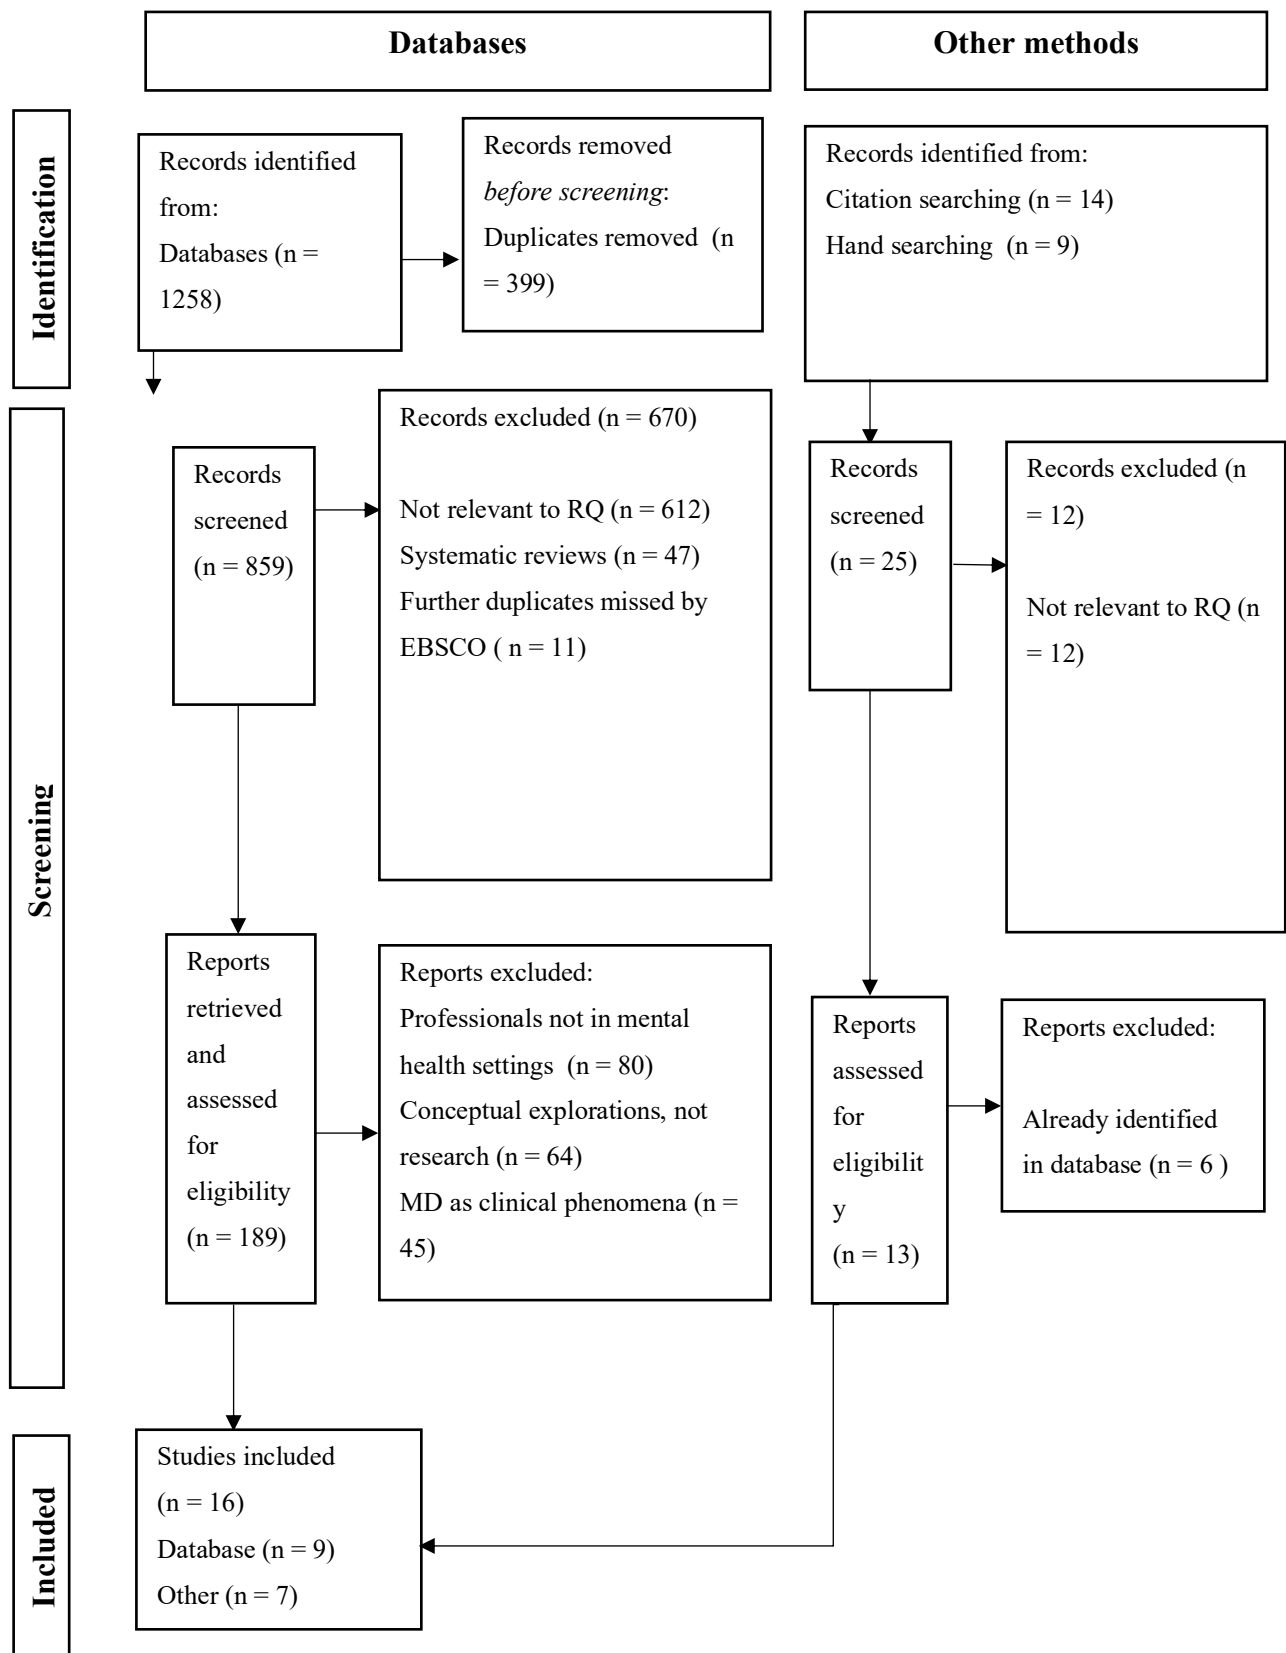 Databases
Other methods
Identification
Records identified
from:
Databases (n =
1258)
Records removed
before screening:
Duplicates removed  (n
= 399)
Records identified from:
Citation searching (n = 14)
Hand searching  (n = 9)
Screening
Records
screened
(n = 859)
Records excluded (n = 670)
Not relevant to RQ (n = 612)
Systematic reviews (n = 47)
Further duplicates missed by
EBSCO ( n = 11)
Records
screened
(n = 25)
Records excluded (n
= 12)
Not relevant to RQ (n
= 12)
Reports
retrieved
and
assessed
for
eligibility
(n = 189)
Reports excluded:
Professionals not in mental
health settings  (n = 80)
Conceptual explorations, not
research (n = 64)
MD as clinical phenomena (n =
45)
Reports
assessed
for
eligibilit
y
(n = 13)
Reports excluded:
Already identified
in database (n = 6 )
Included
Studies included
(n = 16)
Database (n = 9)
Other (n = 7)